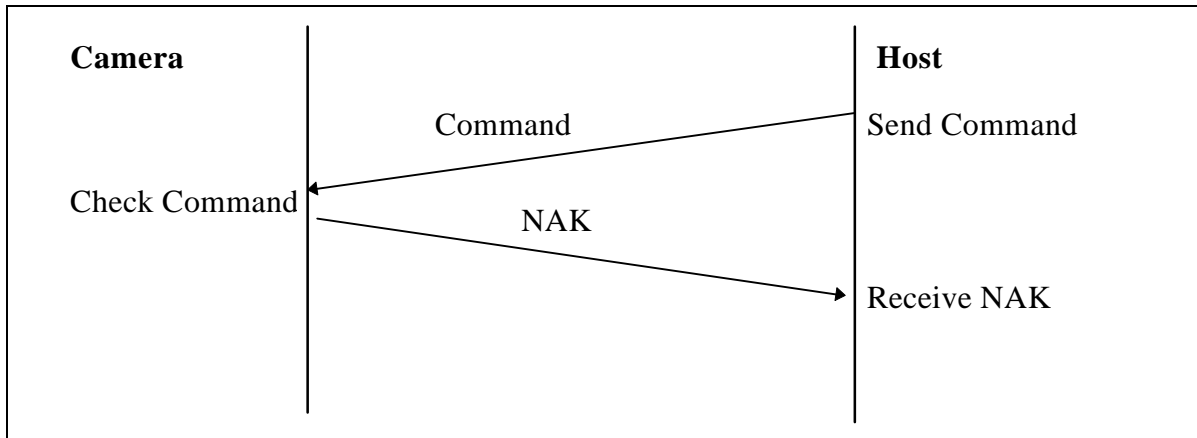 Camera
Host
Command
Send Command
Check Command
NAK
Receive NAK